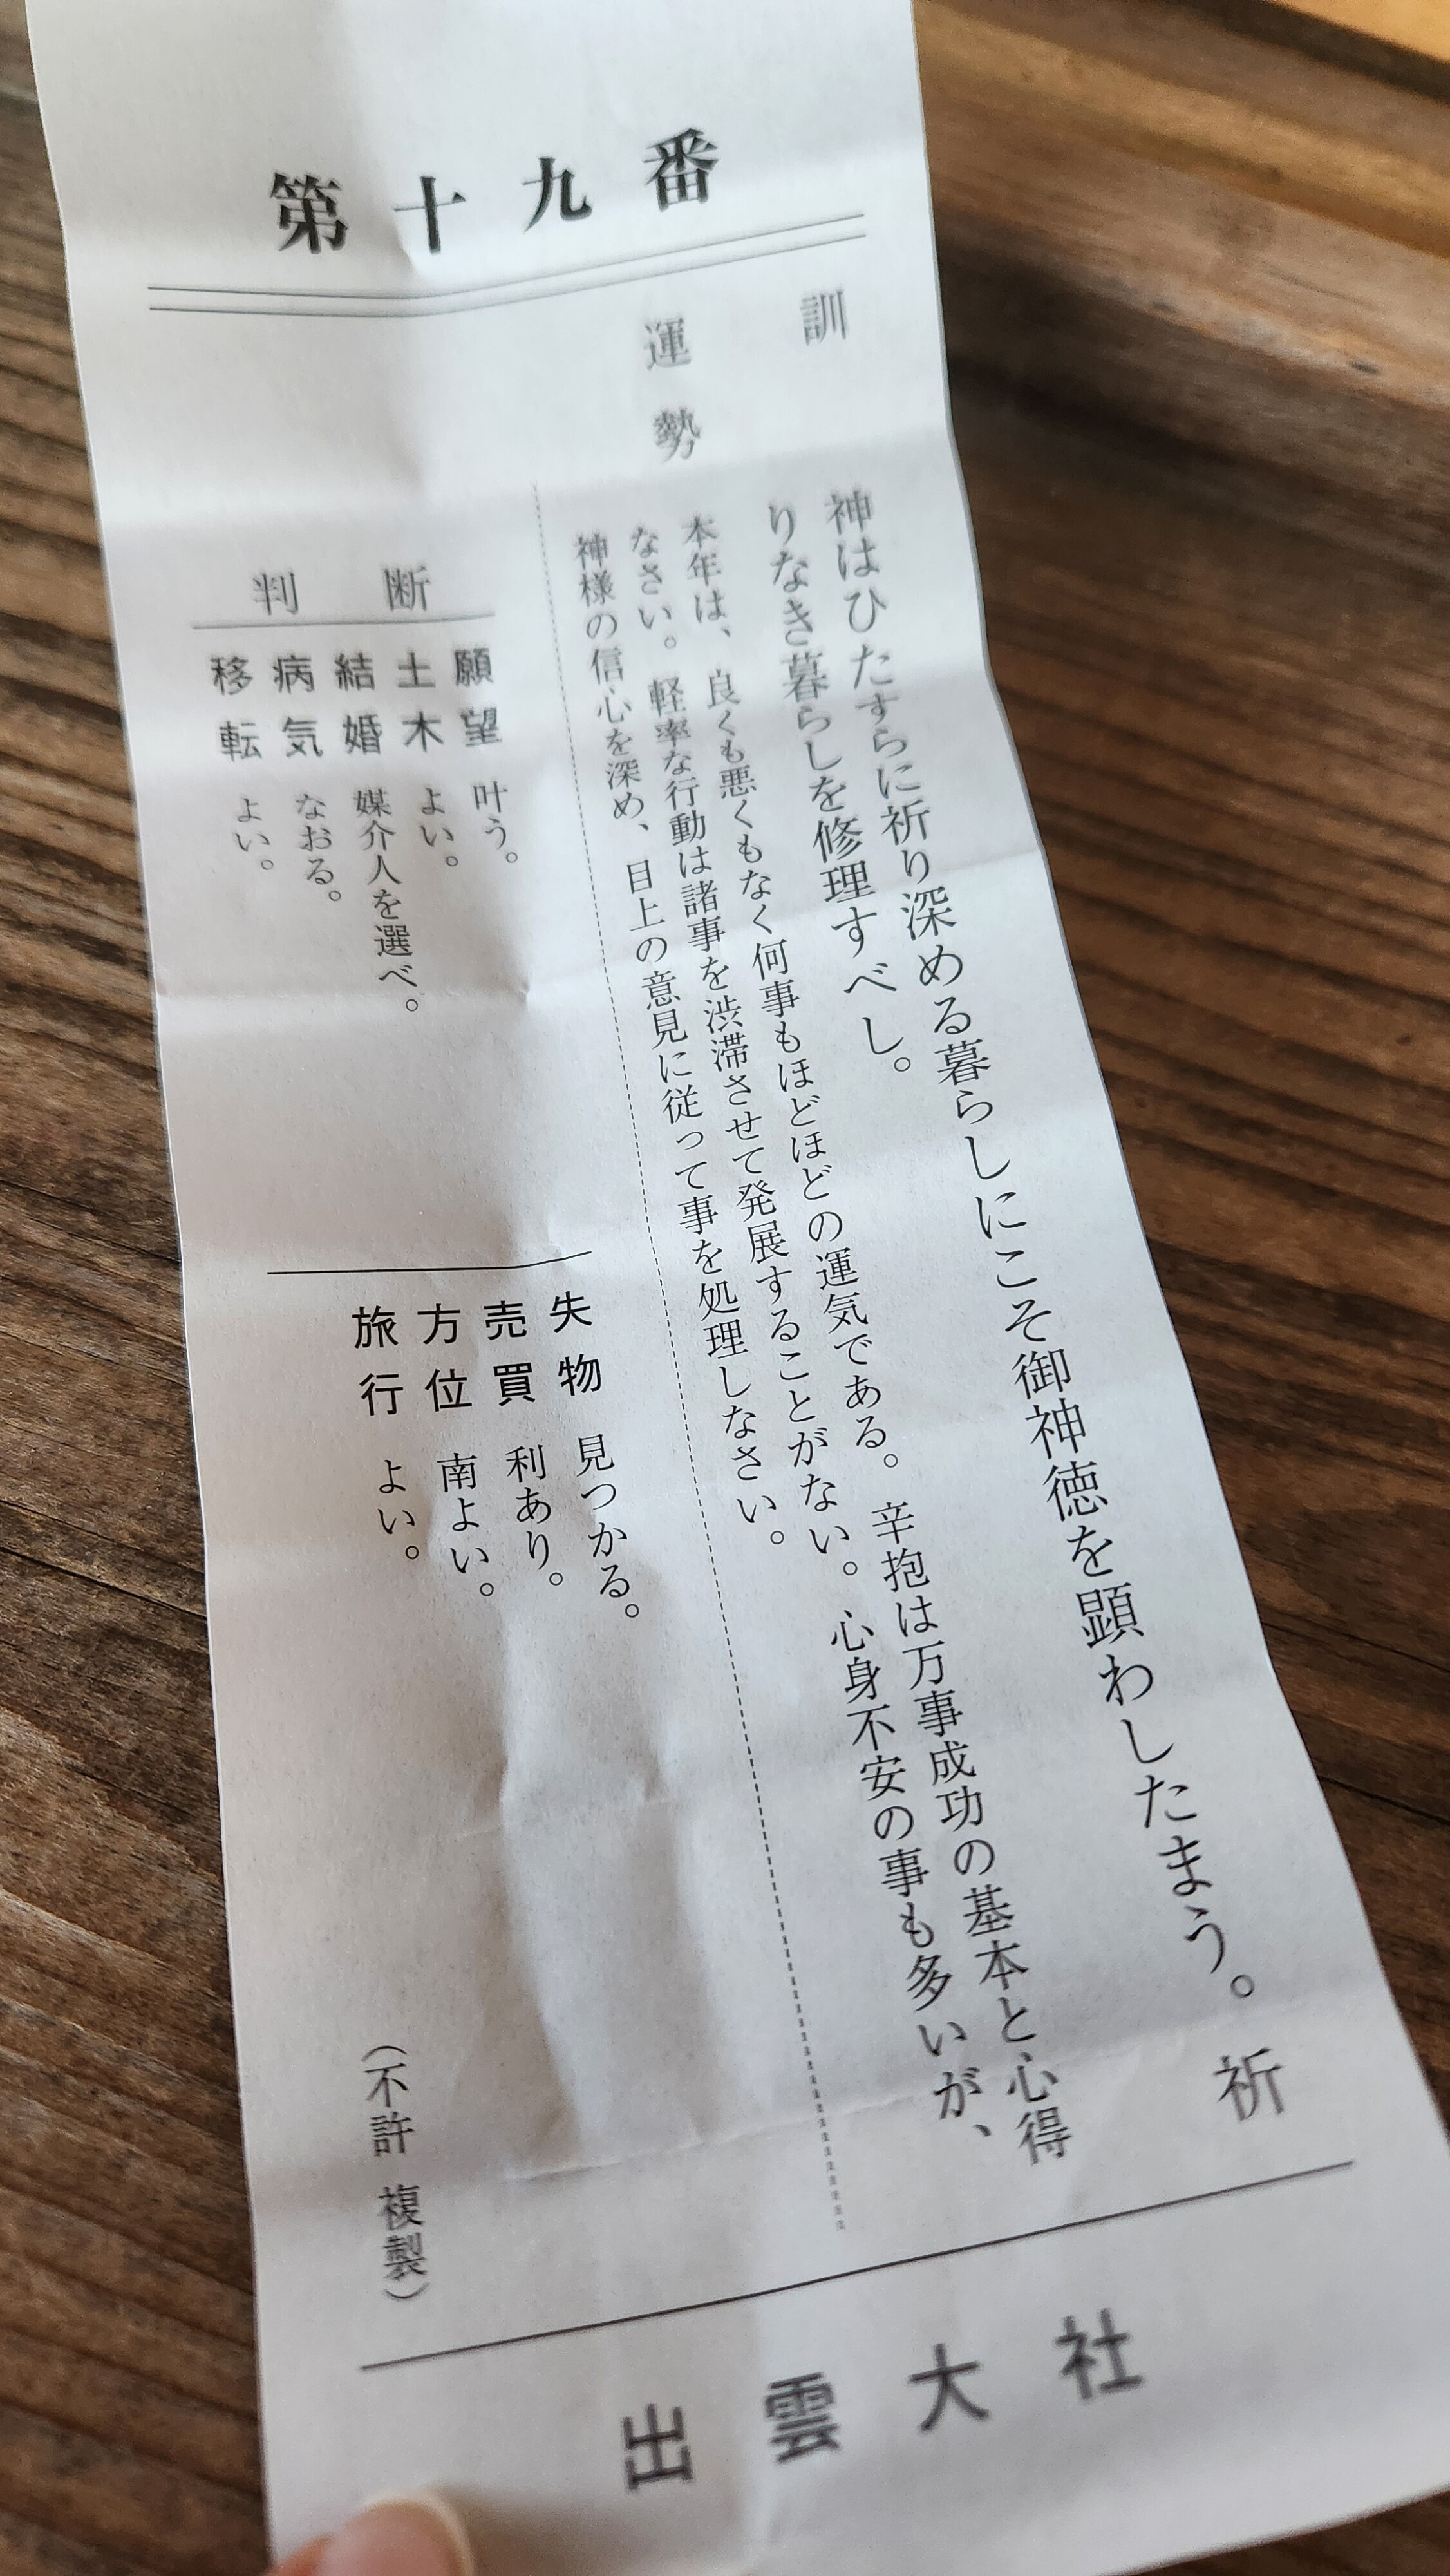 第十九番
訓
神はひたすらに祈り深める暮らしにこそ御神徳を顕わしたまう。祈
りなき暮らしを修理すべし。
運勢
本年は、良くも悪くもなく何事もほどほどの運気である。辛抱は万事成功の基本と心得
なさい。軽率な行動は諸事を渋滞させて発展することがない。心身不安の事も多いが、
神様の信心を深め、目上の意見に従って事を処理しなさい。
判断
願望 叶う。
土木 よい。
結婚 媒介人を選べ。
病気 なおる。
移転 よい。
失物 見つかる。
売買 利あり。
方位 南よい。
旅行 よい。
（不許複製）
出雲大社